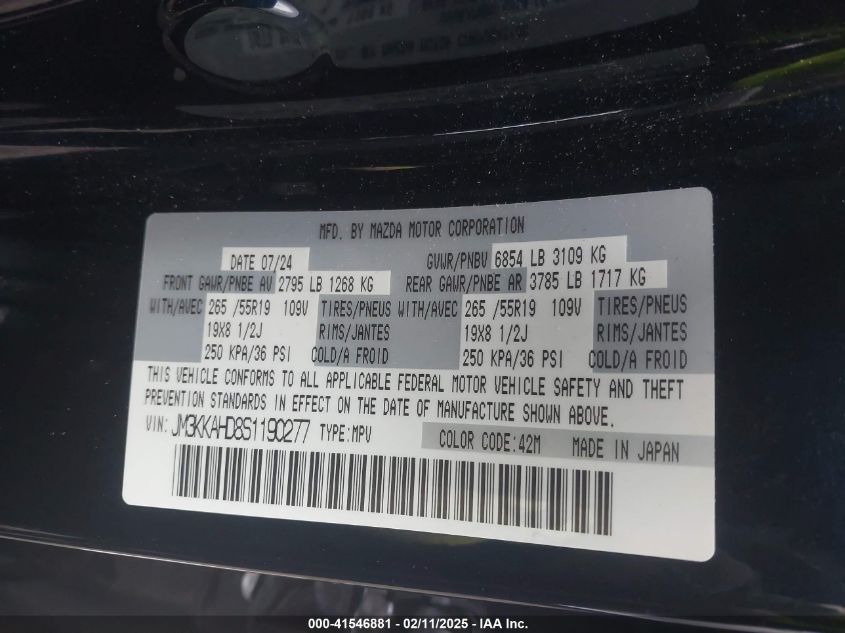 MFD. BY MAZDA MOTOR CORPORATION
DATE 07/24 GVWR/PNBV 6854 LB 3109 KG
FRONT GAWR/PNBE AV 2795 LB 1268 KG REAR GAWR/PNBE AR 3785 LB 1717 KG
WITH/AVEC 265 /55R19 109V TIRES/PNEUS WITH/AVEC 265 /55R19 109V TIRES/PNEUS
19X8 1/2J RIMS/JANTES 19X8 1/2J RIMS/JANTES
250 KPA/36 PSI COLD/A FROID 250 KPA/36 PSI COLD/A FROID
THIS VEHICLE CONFORMS TO ALL APPLICABLE FEDERAL MOTOR VEHICLE SAFETY AND THEFT
PREVENTION STANDARDS IN EFFECT ON THE DATE OF MANUFACTURE SHOWN ABOVE.
VIN: JM3KKAHD8S1190277 TYPE:MPV
COLOR CODE:42M MADE IN JAPAN
000-41546881 - 02/11/2025 - IAA Inc.